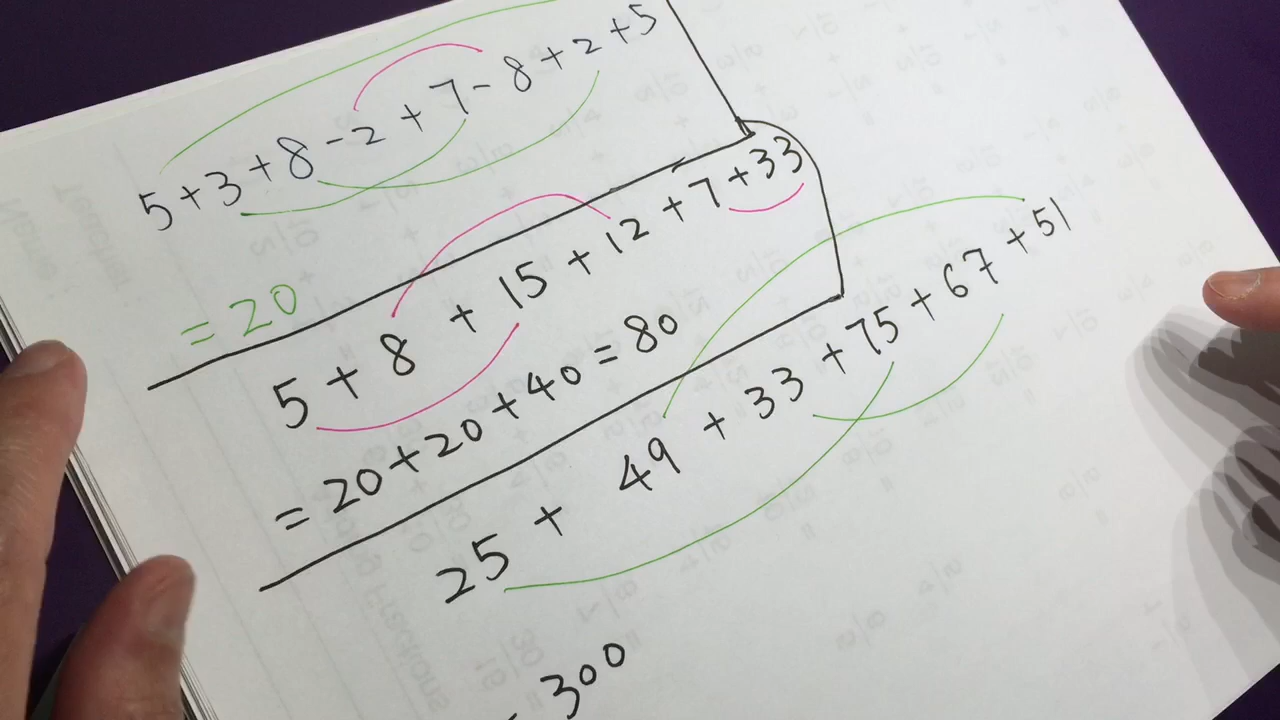 5+3+8-2+7-8+2+5
= 20
5 + 8 + 15 + 12 + 7 + 33
= 20 + 20 + 40 = 80
25 + 49 + 33 + 75 + 67 + 51
300